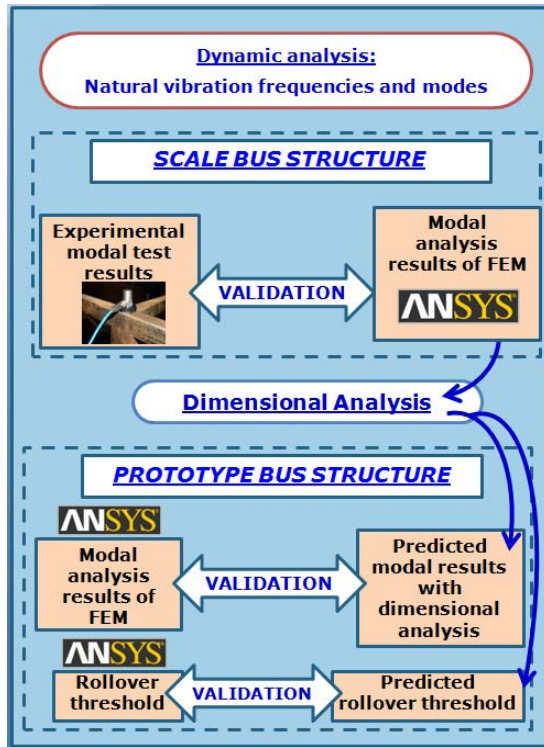 Dynamic analysis:
Natural vibration frequencies and modes
SCALE BUS STRUCTURE
Experimental
modal test
results
VALIDATION
Modal
analysis
results of FEM
ANSYS®
Dimensional Analysis
PROTOTYPE BUS STRUCTURE
ANSYS®
Modal
analysis
results of
FEM
VALIDATION
Predicted
modal results
with
dimensional
analysis
ANSYS®
Rollover
threshold
VALIDATION
Predicted
rollover threshold